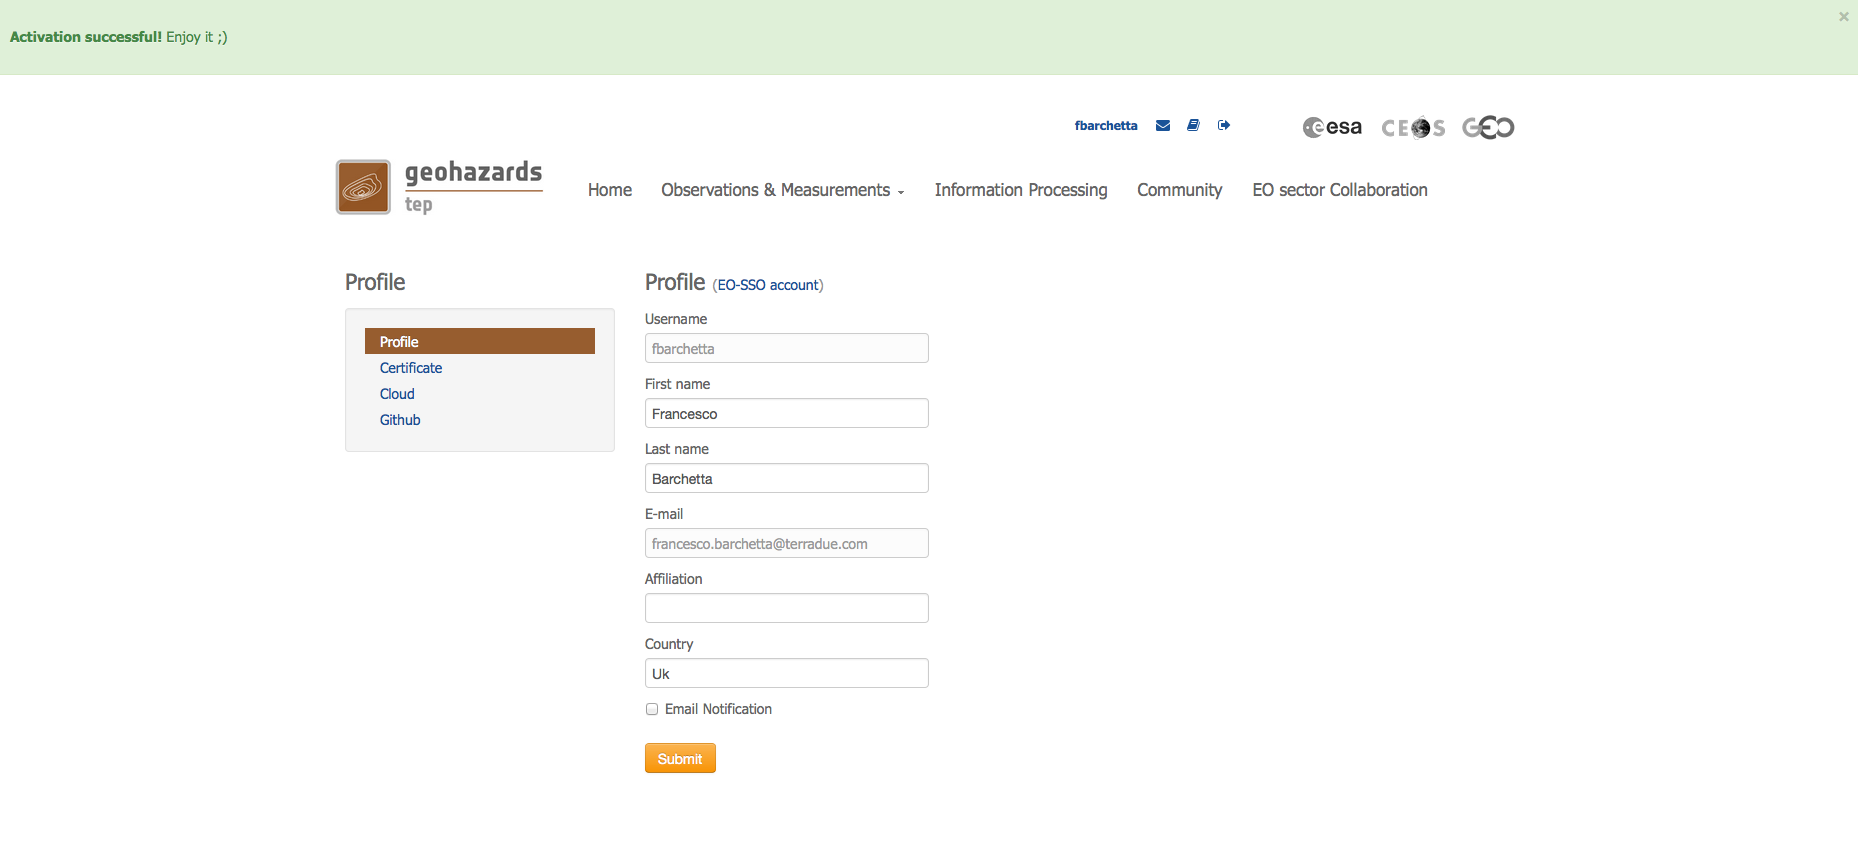 Activation successful! Enjoy it ;)
×
fbarchetta
esa
CEOS
GEO
geohazards
tep
Home
Observations & Measurements
Information Processing
Community
EO sector Collaboration
Profile
Profile
Certificate
Cloud
Github
Profile (EO-SSO account)
Username
fbarchetta
First name
Francesco
Last name
Barchetta
E-mail
francesco.barchetta@terradue.com
Affiliation
Country
Uk
Email Notification
Submit